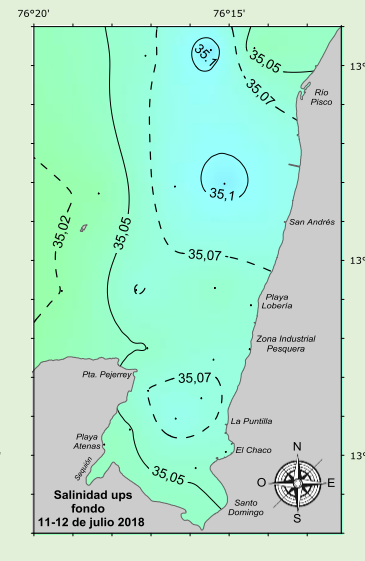 76°20' 76°15'
35.1
35,05
13°
35,07
Río
Pisco
35,1
San Andrés
35,02
35,05
35,07
13°
Playa
Lobería
Zona Industrial
Pesquera
Pta. Pejerrey
35,07
La Puntilla
Playa
Atenas
El Chaco
13°
N
Sequión
35,05
O E
S
Santo
Domingo
Salinidad ups
fondo
11-12 de julio 2018